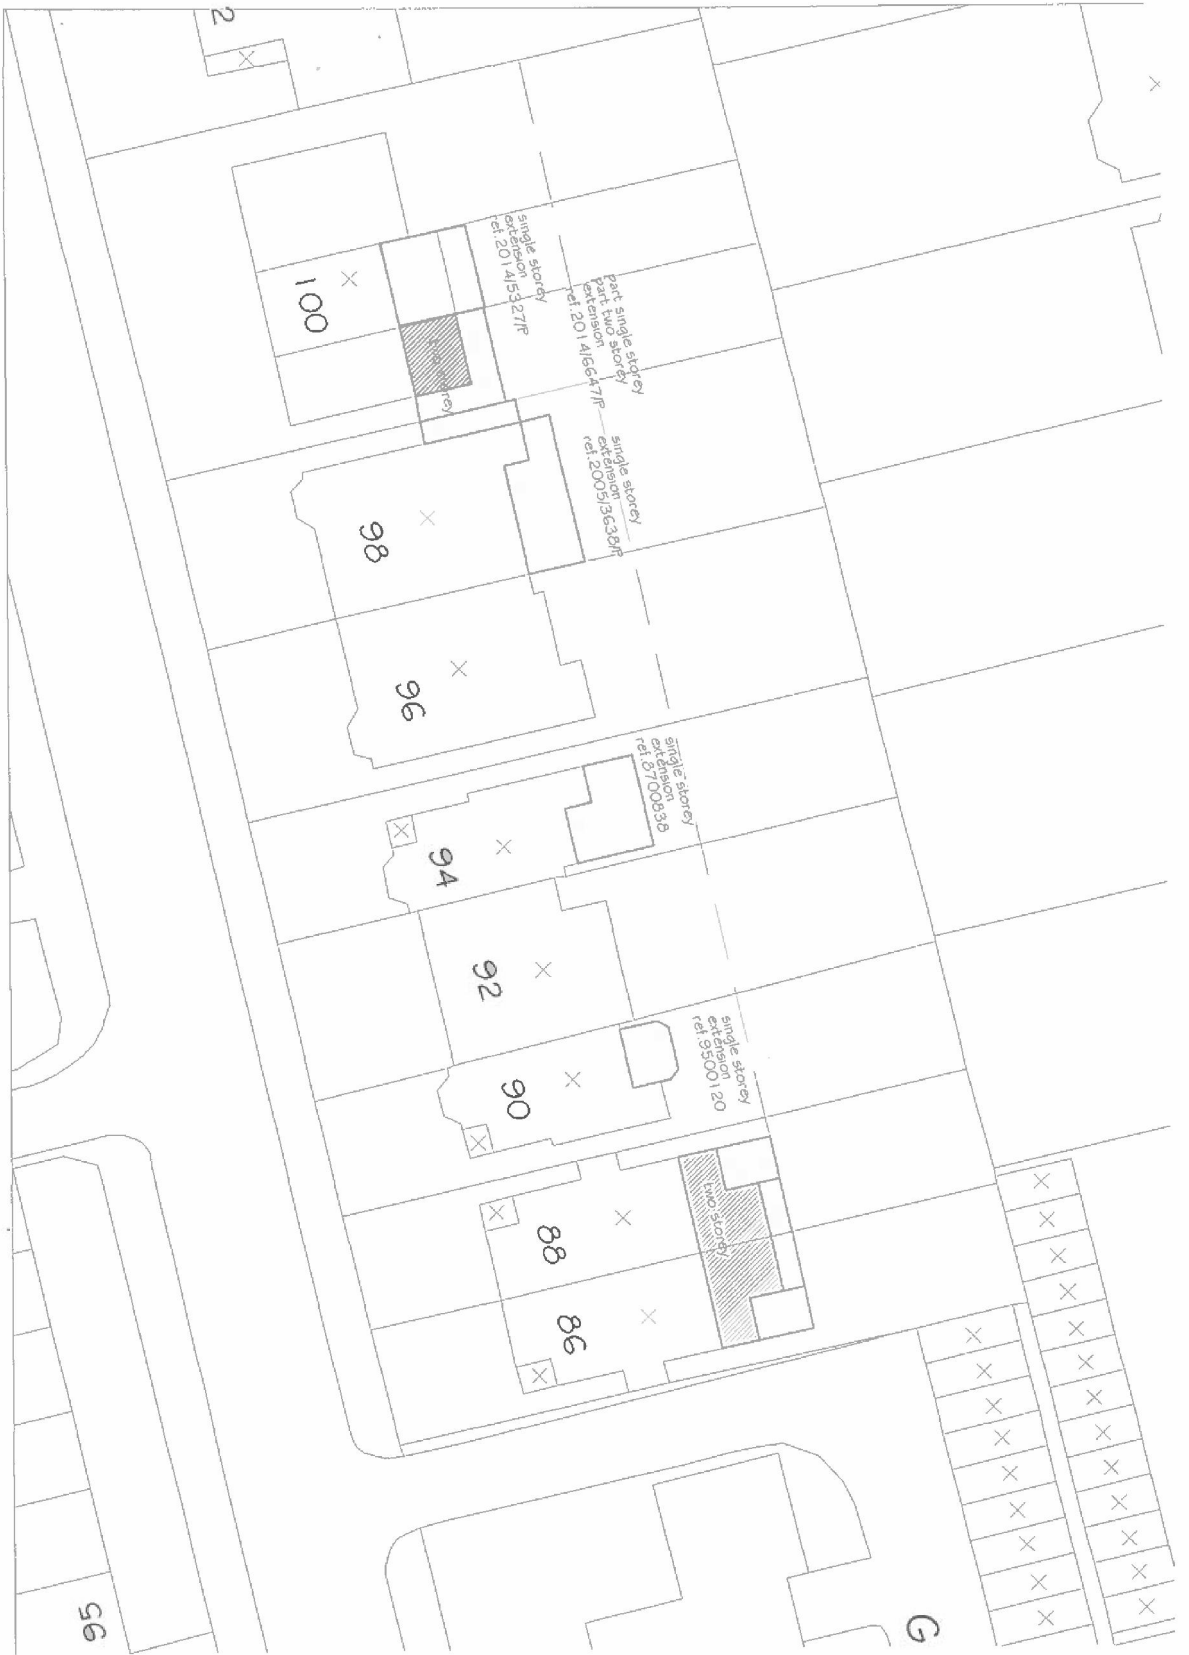 2
single storey
extension
ref.2014/5327/P
part single storey
part two storey
extension
ref.2014/6647/P
100
two storey
single storey
extension
ref.2005/3638/P
98
96
single storey
extension
ref.8700838
94
92
single storey
extension
ref.9500120
90
two storey
88
86
95
G